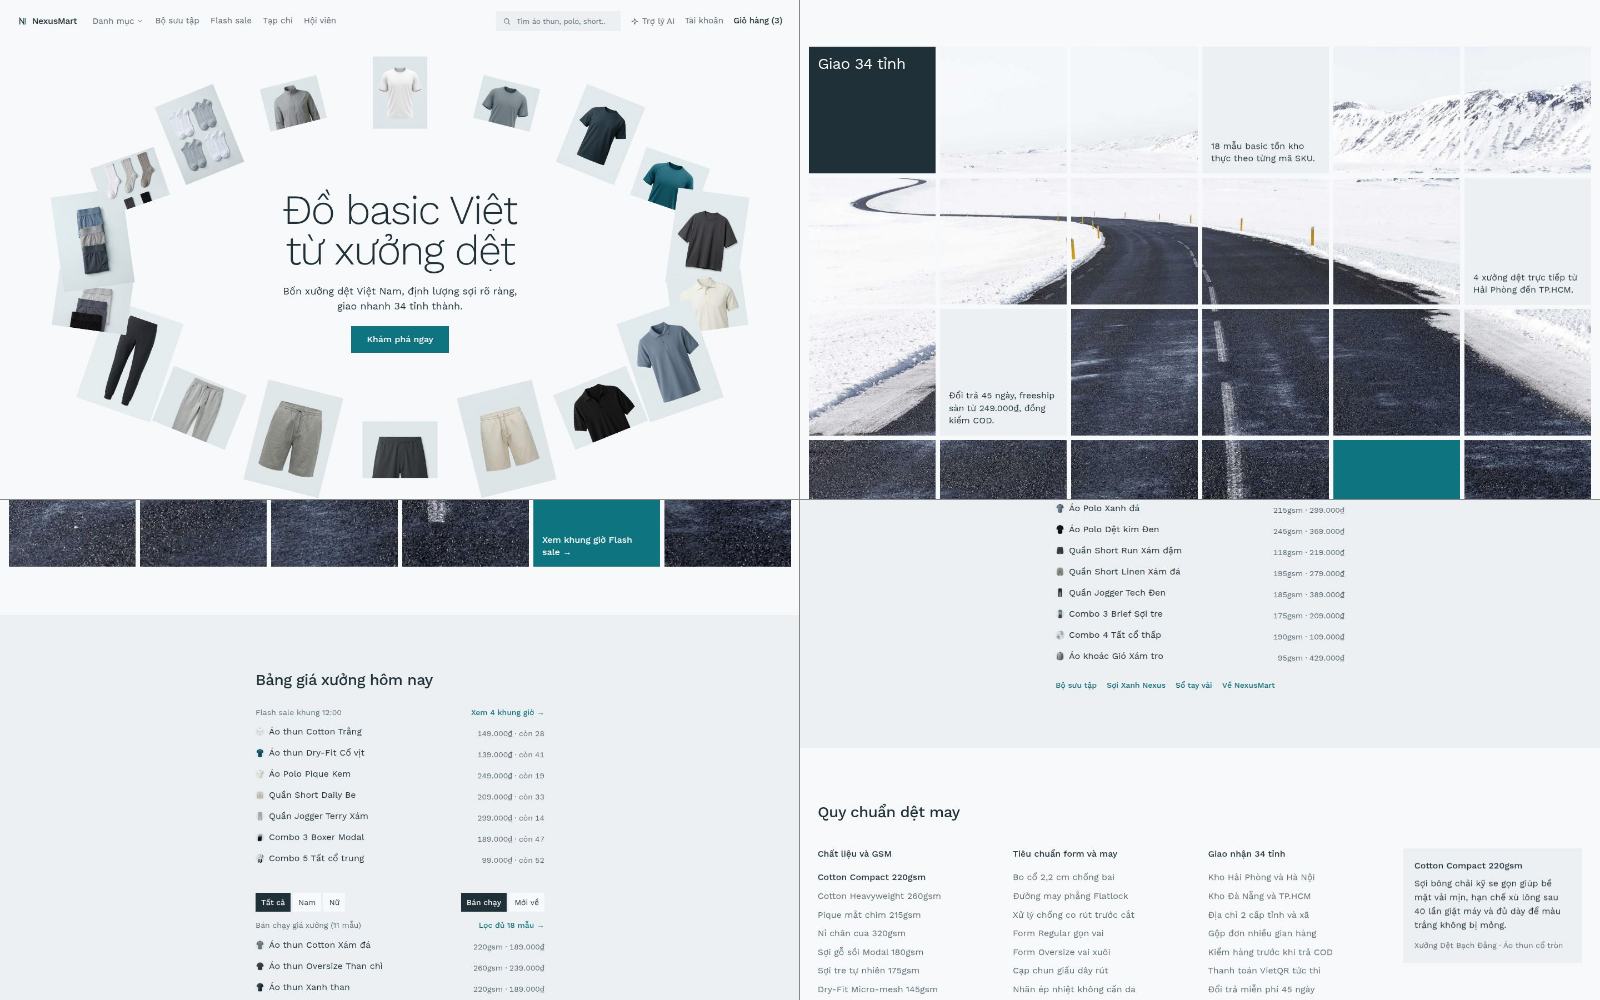 NexusMart
Danh mục
Bộ sưu tập
Flash sale
Tạp chí
Hội viên
Tìm áo thun, polo, short..
Trợ lý AI
Tài khoản
Giỏ hàng (3)
Đồ basic Việt
từ xưởng dệt
Bốn xưởng dệt Việt Nam, định lượng sợi rõ ràng,
giao nhanh 34 tỉnh thành.
Khám phá ngay
Giao 34 tỉnh
18 mẫu basic tồn kho
thực theo từng mã SKU.
4 xưởng dệt trực tiếp từ
Hải Phòng đến TP.HCM.
Đổi trả 45 ngày, freeship
sàn từ 249.000₫, đồng
kiểm COD.
Xem khung giờ Flash
sale →
Bảng giá xưởng hôm nay
Flash sale khung 12:00
Xem 4 khung giờ →
Áo thun Cotton Trắng
149.000₫ · còn 28
Áo thun Dry-Fit Cổ vịt
139.000₫ · còn 41
Áo Polo Pique Kem
249.000₫ · còn 19
Quần Short Daily Be
209.000₫ · còn 33
Quần Jogger Terry Xám
299.000₫ · còn 14
Combo 3 Boxer Modal
189.000₫ · còn 47
Combo 5 Tất cổ trung
99.000₫ · còn 52
Tất cả
Nam
Nữ
Bán chạy
Mới về
Bán chạy giá xưởng (11 mẫu)
Lọc đủ 18 mẫu →
Áo thun Cotton Xám đá
220gsm · 189.000₫
Áo thun Oversize Than chì
260gsm · 239.000₫
Áo thun Xanh than
220gsm · 189.000₫
Áo Polo Xanh đá
215gsm · 299.000₫
Áo Polo Dệt kim Đen
245gsm · 369.000₫
Quần Short Run Xám đậm
118gsm · 219.000₫
Quần Short Linen Xám đá
195gsm · 279.000₫
Quần Jogger Tech Đen
185gsm · 389.000₫
Combo 3 Brief Sợi tre
175gsm · 209.000₫
Combo 4 Tất cổ thấp
190gsm · 109.000₫
Áo khoác Gió Xám tro
95gsm · 429.000₫
Bộ sưu tập
Sợi Xanh Nexus
Sổ tay vải
Về NexusMart
Quy chuẩn dệt may
Chất liệu và GSM
Cotton Compact 220gsm
Cotton Heavyweight 260gsm
Pique mắt chim 215gsm
Nỉ chân cua 320gsm
Sợi gỗ sồi Modal 180gsm
Sợi tre tự nhiên 175gsm
Dry-Fit Micro-mesh 145gsm
Tiêu chuẩn form và may
Bo cổ 2,2 cm chống bai
Đường may phẳng Flatlock
Xử lý chống co rút trước cắt
Form Regular gọn vai
Form Oversize vai xuôi
Cạp chun giấu dây rút
Nhãn ép nhiệt không cấn da
Giao nhận 34 tỉnh
Kho Hải Phòng và Hà Nội
Kho Đà Nẵng và TP.HCM
Địa chỉ 2 cấp tỉnh và xã
Gộp đơn nhiều gian hàng
Kiểm hàng trước khi trả COD
Thanh toán VietQR tức thì
Đổi trả miễn phí 45 ngày
Cotton Compact 220gsm
Sợi bông chải kỹ se gọn giúp bề
mặt vải mịn, hạn chế xù lông sau
40 lần giặt máy và đủ dày để màu
trắng không bị mỏng.
Xưởng Dệt Bạch Đằng · Áo thun cổ tròn